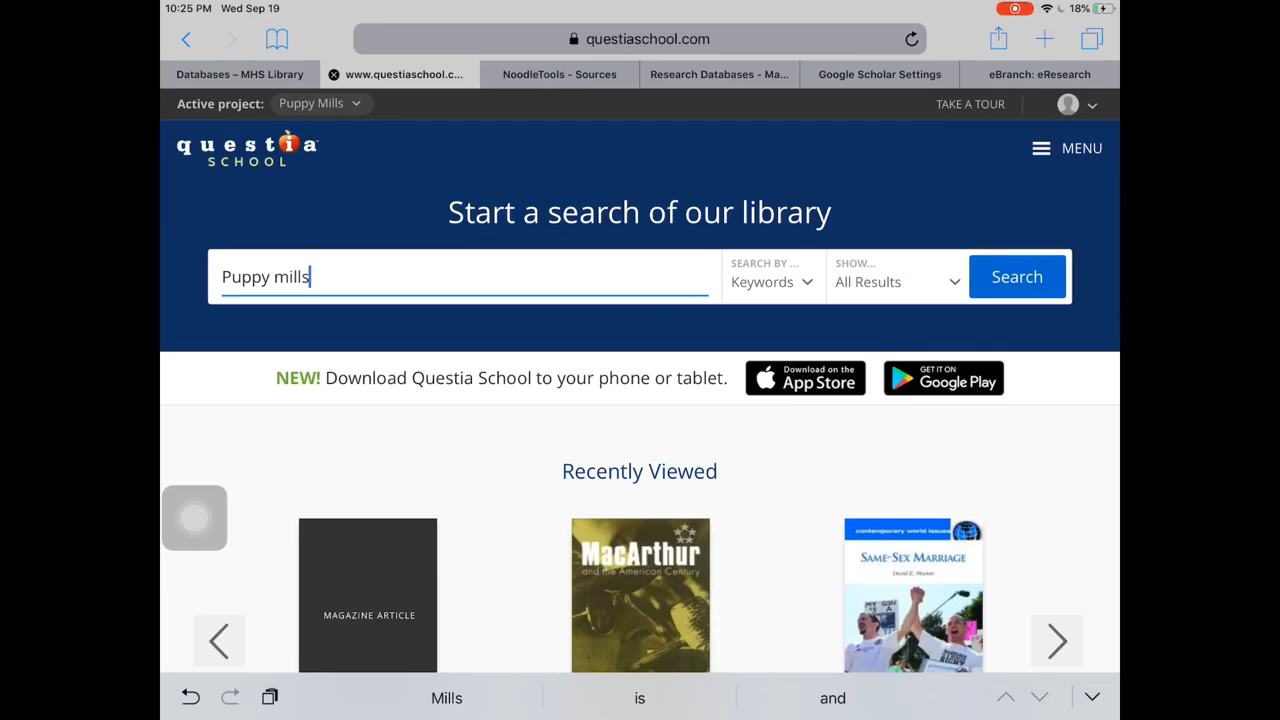 10:25 PM Wed Sep 19
18%
questiaschool.com
Databases – MHS Library
www.questiaschool.c...
NoodleTools - Sources
Research Databases - Ma...
Google Scholar Settings
eBranch: eResearch
Active project: Puppy Mills
TAKE A TOUR
questia
SCHOOL
MENU
Start a search of our library
Puppy mills
SEARCH BY ...
Keywords
SHOW...
All Results
Search
NEW! Download Questia School to your phone or tablet.
Download on the
App Store
GET IT ON
Google Play
Recently Viewed
MAGAZINE ARTICLE
MacArthur
and the American Century
contemporary world issues
SAME-SEX MARRIAGE
David E. Newton
Mills
is
and